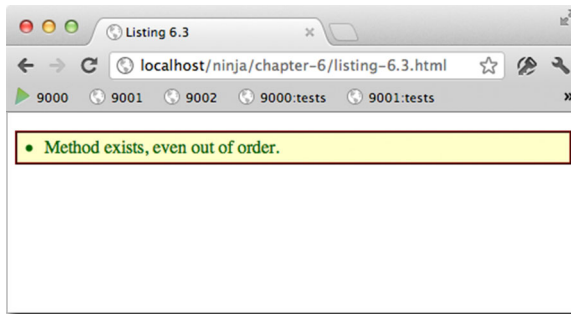 Listing 6.3
localhost/ninja/chapter-6/listing-6.3.html
9000 9001 9002 9000:tests 9001:tests
• Method exists, even out of order.